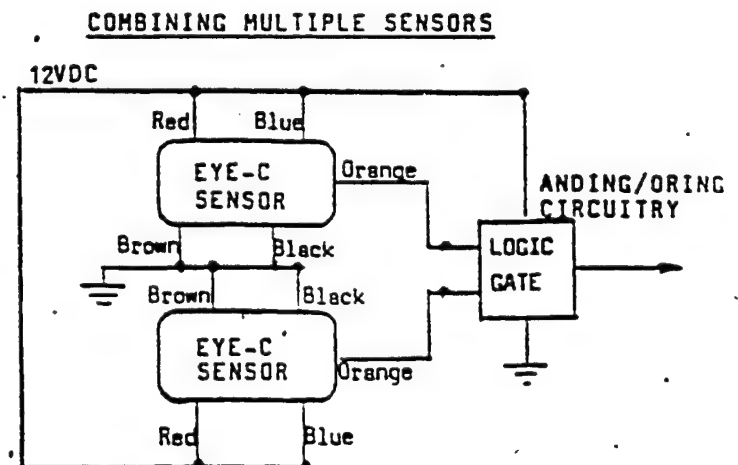 COMBINING MULTIPLE SENSORS
12VDC
Red Blue
EYE-C
SENSOR
Orange
ANDING/ORING
CIRCUITRY
Brown Black
LOGIC
GATE
Brown Black
EYE-C
SENSOR
Orange
Red Blue